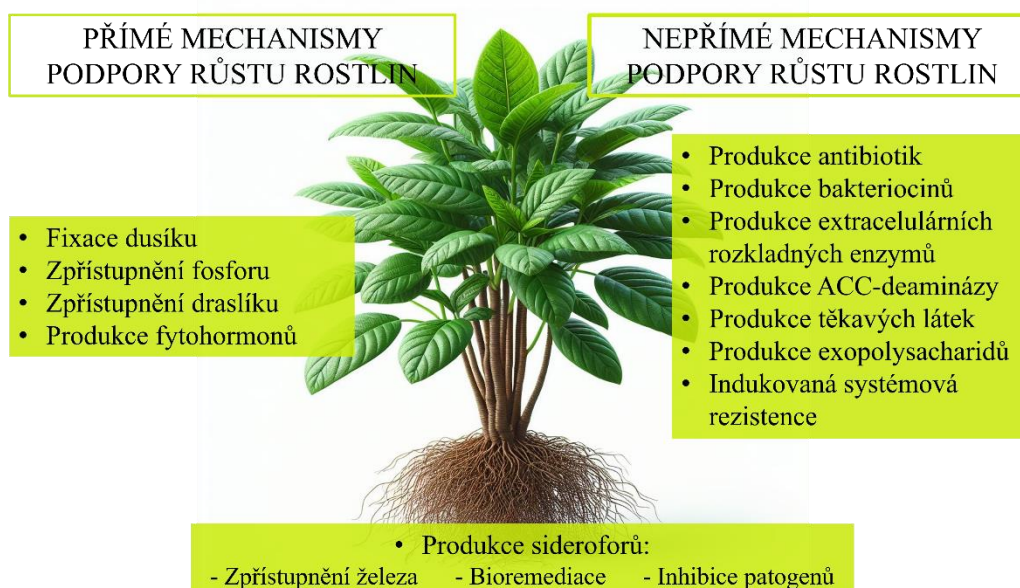 PŘÍMÉ MECHANISMY
PODPORY RŮSTU ROSTLIN
• Fixace dusíku
• Zpřístupnění fosforu
• Zpřístupnění draslíku
• Produkce fytohormonů
NEPŘÍMÉ MECHANISMY
PODPORY RŮSTU ROSTLIN
• Produkce antibiotik
• Produkce bakteriocinů
• Produkce extracelulárních
rozkladných enzymů
• Produkce ACC-deaminázy
• Produkce těkavých látek
• Produkce exopolysacharidů
• Indukovaná systémová
rezistence
• Produkce sideroforů:
- Zpřístupnění železa - Bioremediace - Inhibice patogenů